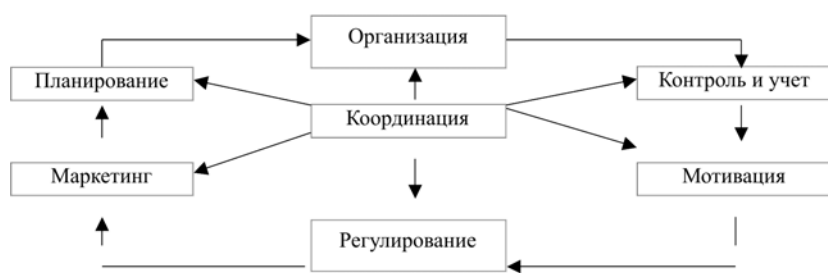 Организация
Планирование
Контроль и учет
Координация
Маркетинг
Мотивация
Регулирование